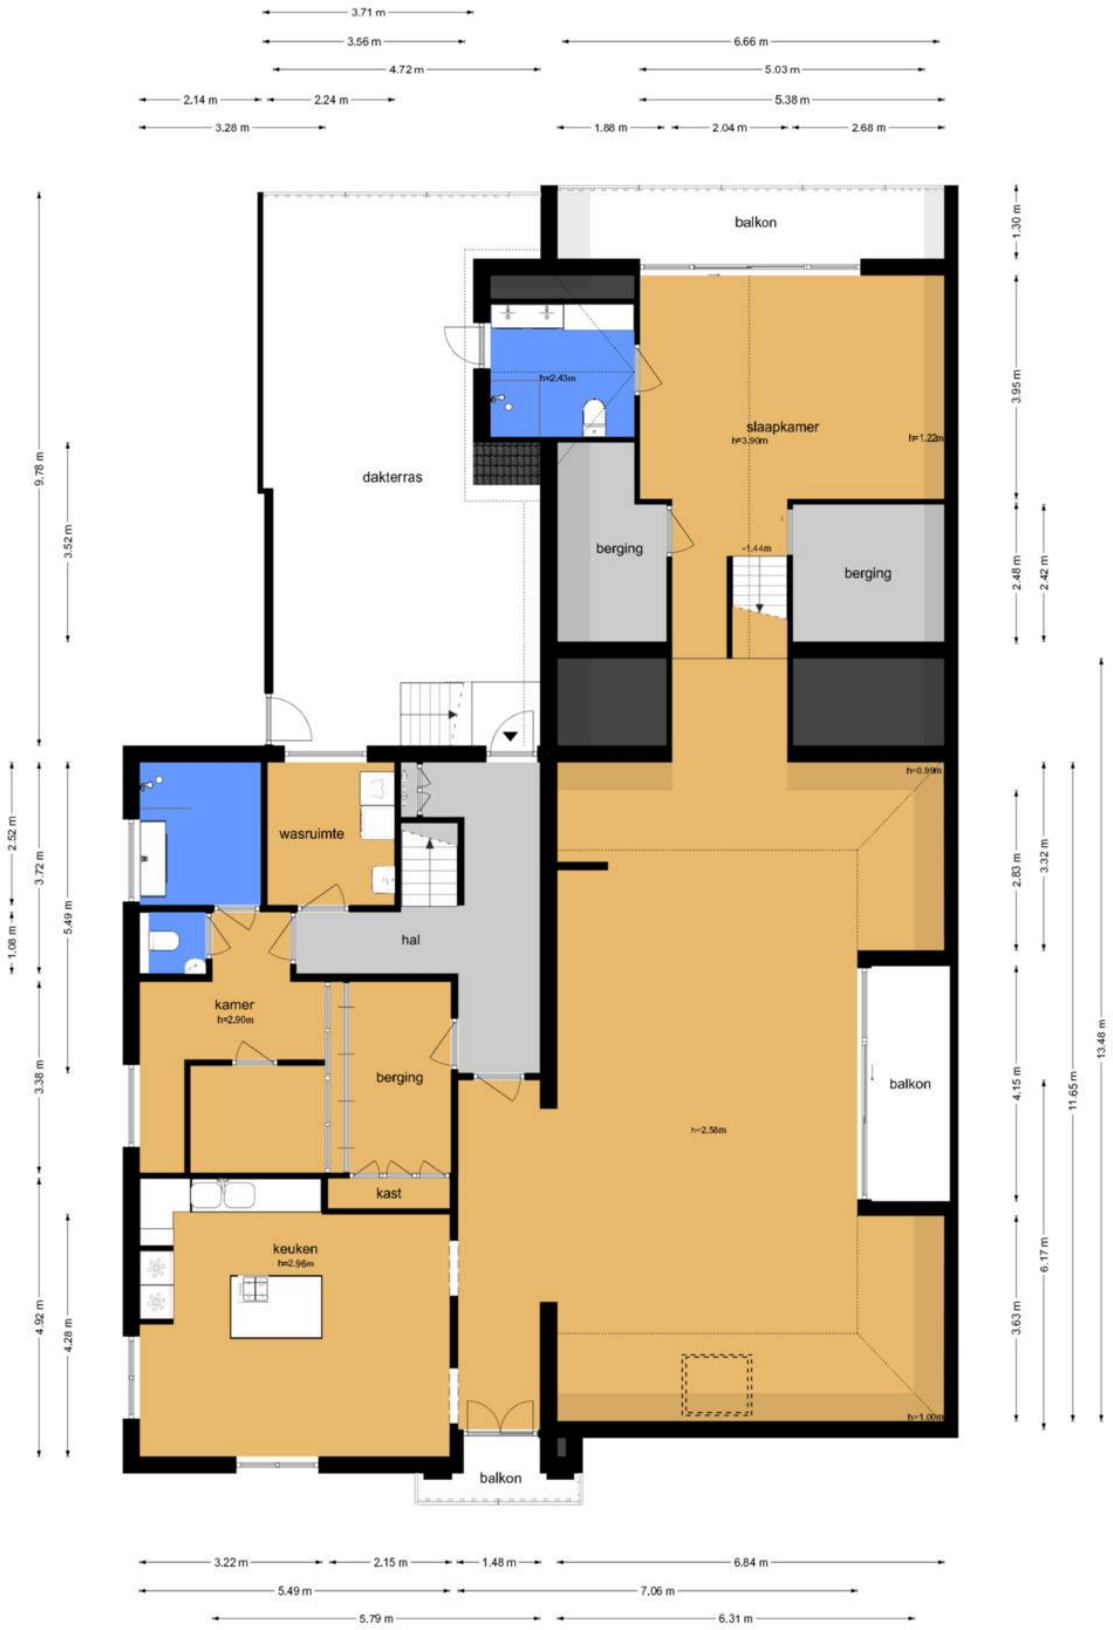 3.71 m
3.56 m
6.66 m
4.72 m
5.03 m
2.14 m
2.24 m
5.38 m
3.28 m
1.88 m
2.04 m
2.68 m
balkon
1.30 m
h=2.43m
3.95 m
slaapkamer
h=3.90m
h=1.22m
9.78 m
dakterras
3.52 m
berging
-1.44m
berging
2.48 m
2.42 m
h=0.99m
2.52 m
3.72 m
5.49 m
wasruimte
2.83 m
3.32 m
1.08 m
hal
kamer
h=2.90m
13.48 m
3.38 m
berging
balkon
4.15 m
11.65 m
h=2.58m
kast
keuken
h=2.96m
6.17 m
4.92 m
4.28 m
3.63 m
h=1.00m
balkon
3.22 m
2.15 m
1.48 m
6.84 m
5.49 m
7.06 m
5.79 m
6.31 m